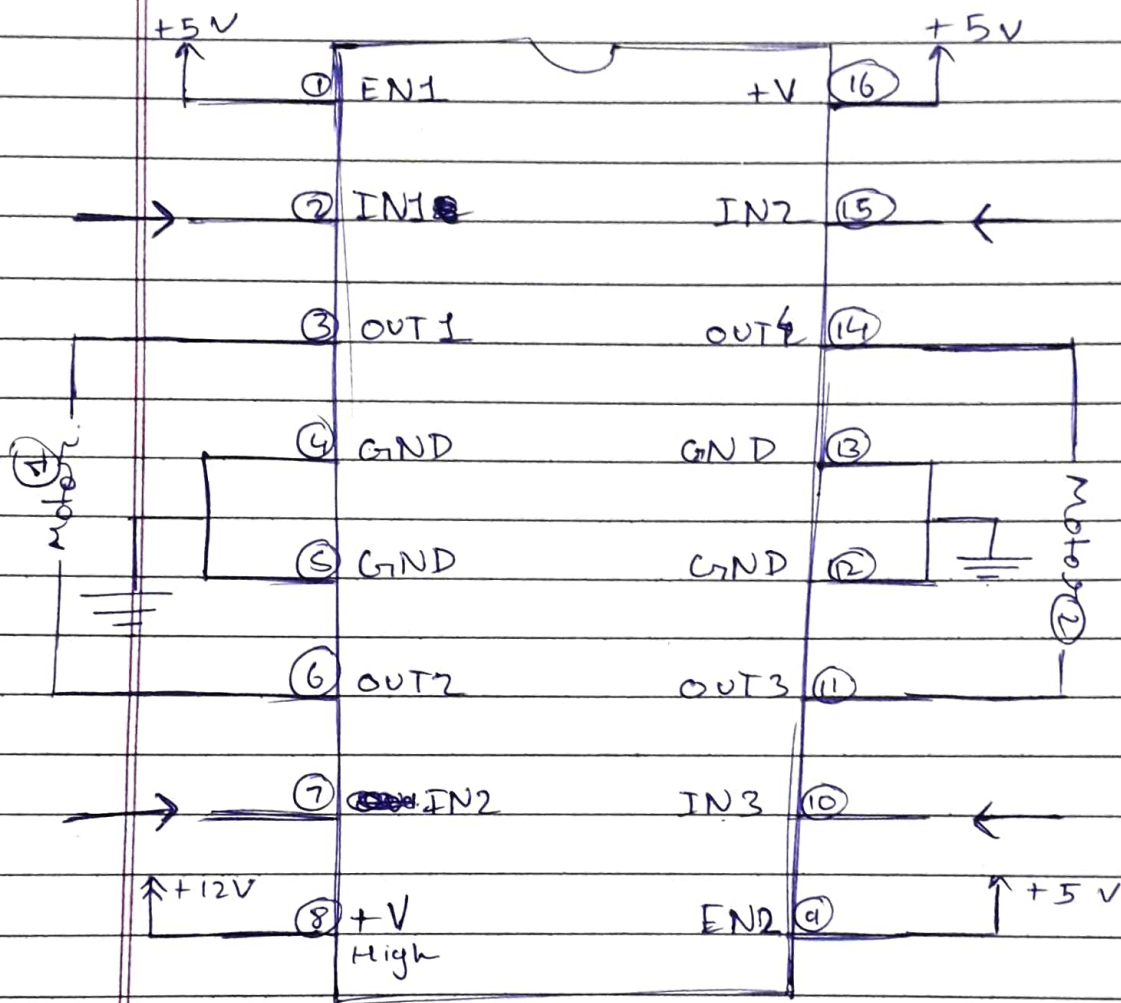 +5V +5V
1 EN1 +V 16
2 IN1 IN2 15
3 OUT1 OUT4 14
4 GND GND 13
1 Motor Motor 2
5 GND GND 12
6 OUT2 OUT3 11
7 IN2 IN3 10
+12V +5 V
8 +V EN2 9
High